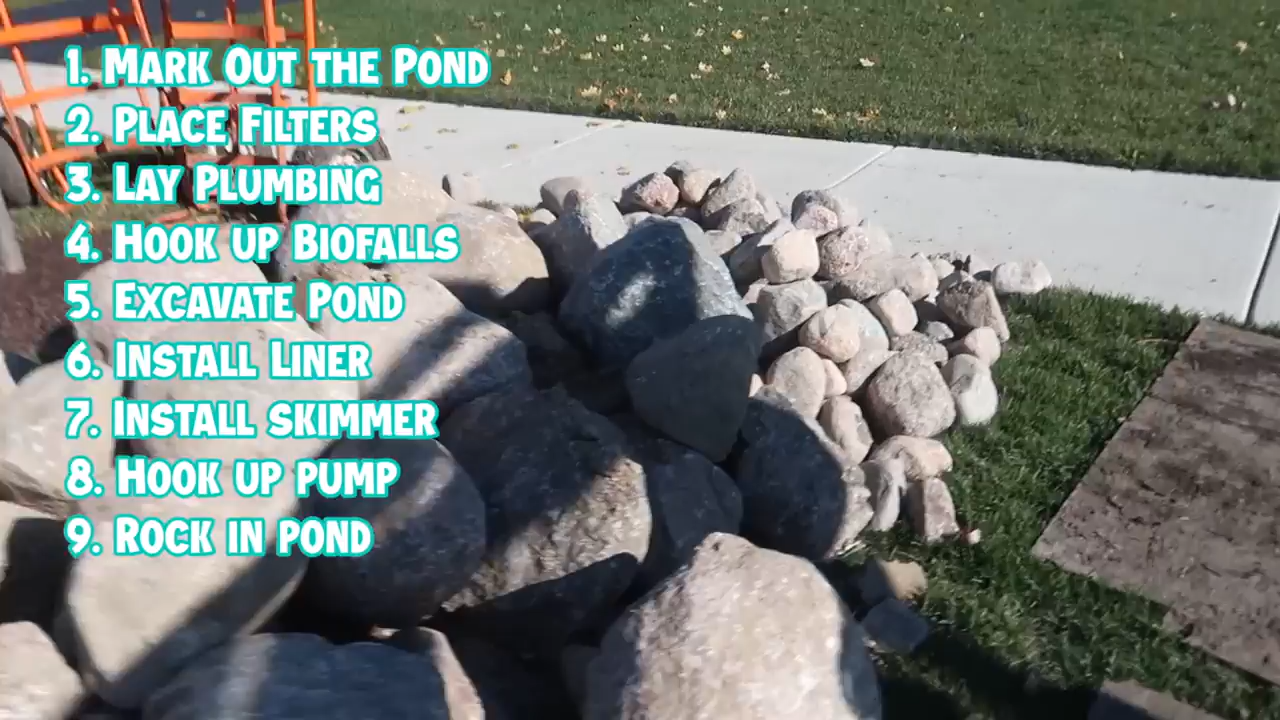 1. Mark Out the Pond
2. Place Filters
3. Lay Plumbing
4. Hook up Biofalls
5. Excavate Pond
6. Install Liner
7. Install skimmer
8. Hook up pump
9. Rock in pond